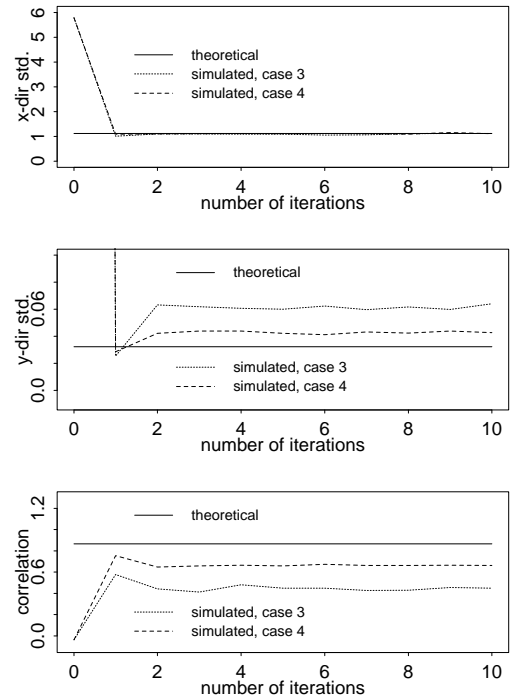 x-dir std.
6
5
4
3
2
1
0
theoretical
simulated, case 3
simulated, case 4
0 2 4 6 8 10
number of iterations
y-dir std.
0.06
0.0
theoretical
simulated, case 3
simulated, case 4
0 2 4 6 8 10
number of iterations
correlation
1.2
0.6
0.0
theoretical
simulated, case 3
simulated, case 4
0 2 4 6 8 10
number of iterations